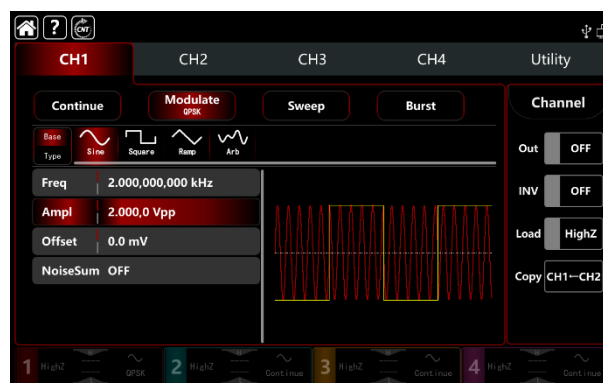 ? CNT
CH1 CH2 CH3 CH4 Utility
Continue Modulate QPSK Sweep Burst Channel
Base Type Sine Square Ramp Arb
Out OFF
Freq 2.000,000,000 kHz
INV OFF
Ampl 2.000,0 Vpp
Load HighZ
Offset 0.0 mV
NoiseSum OFF
Copy CH1←CH2
1 HighZ QPSK 2 HighZ Continue 3 HighZ Continue 4 HighZ Continue